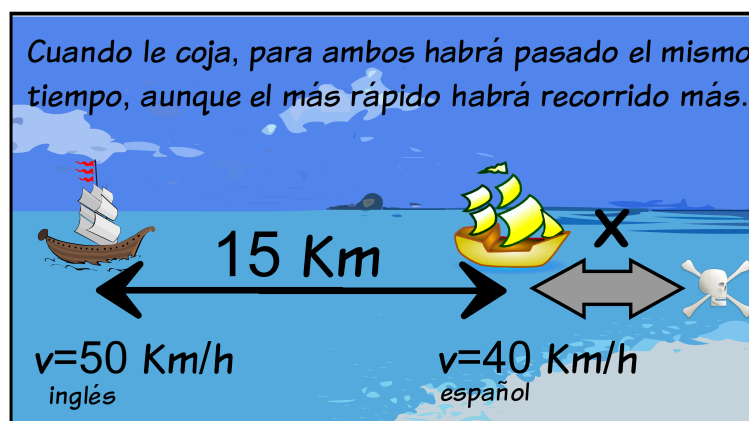 Cuando le coja, para ambos habrá pasado el mismo
tiempo, aunque el más rápido habrá recorrido más.
x
15 Km
v=50 Km/h
v=40 Km/h
inglés
español